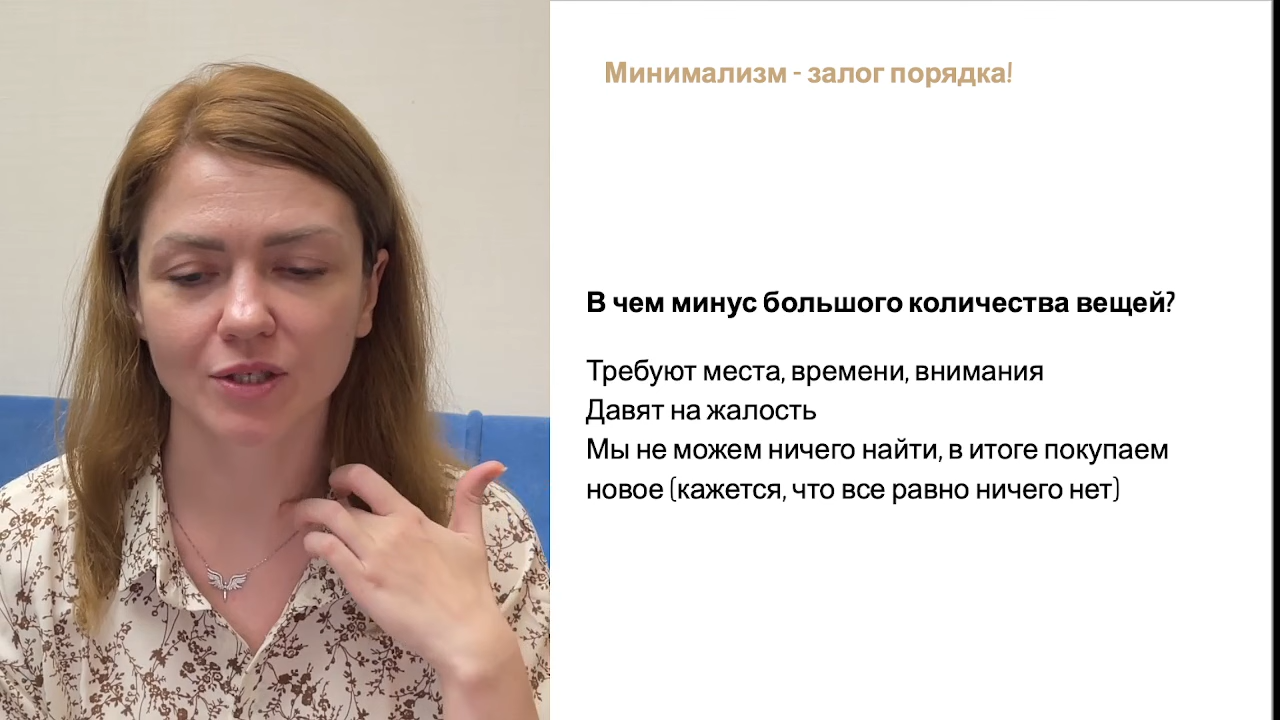 Минимализм - залог порядка!
В чем минус большого количества вещей?
Требуют места, времени, внимания
Давят на жалость
Мы не можем ничего найти, в итоге покупаем
новое (кажется, что все равно ничего нет)